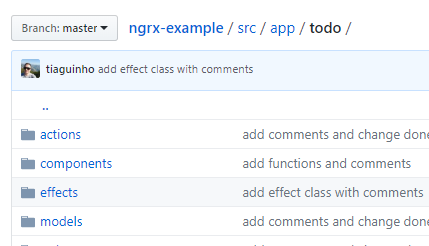 Branch: master ngrx-example / src / app / todo /
tiaguinho add effect class with comments
..
actions add comments and change done
components add functions and comments
effects add effect class with comments
models add comments and change done